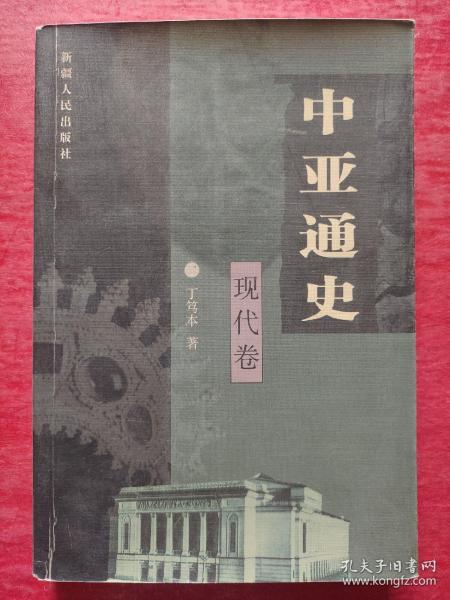 中亚通史
现代卷
丁笃本 著
新疆人民出版社
孔夫子旧书网
www.kongfz.com